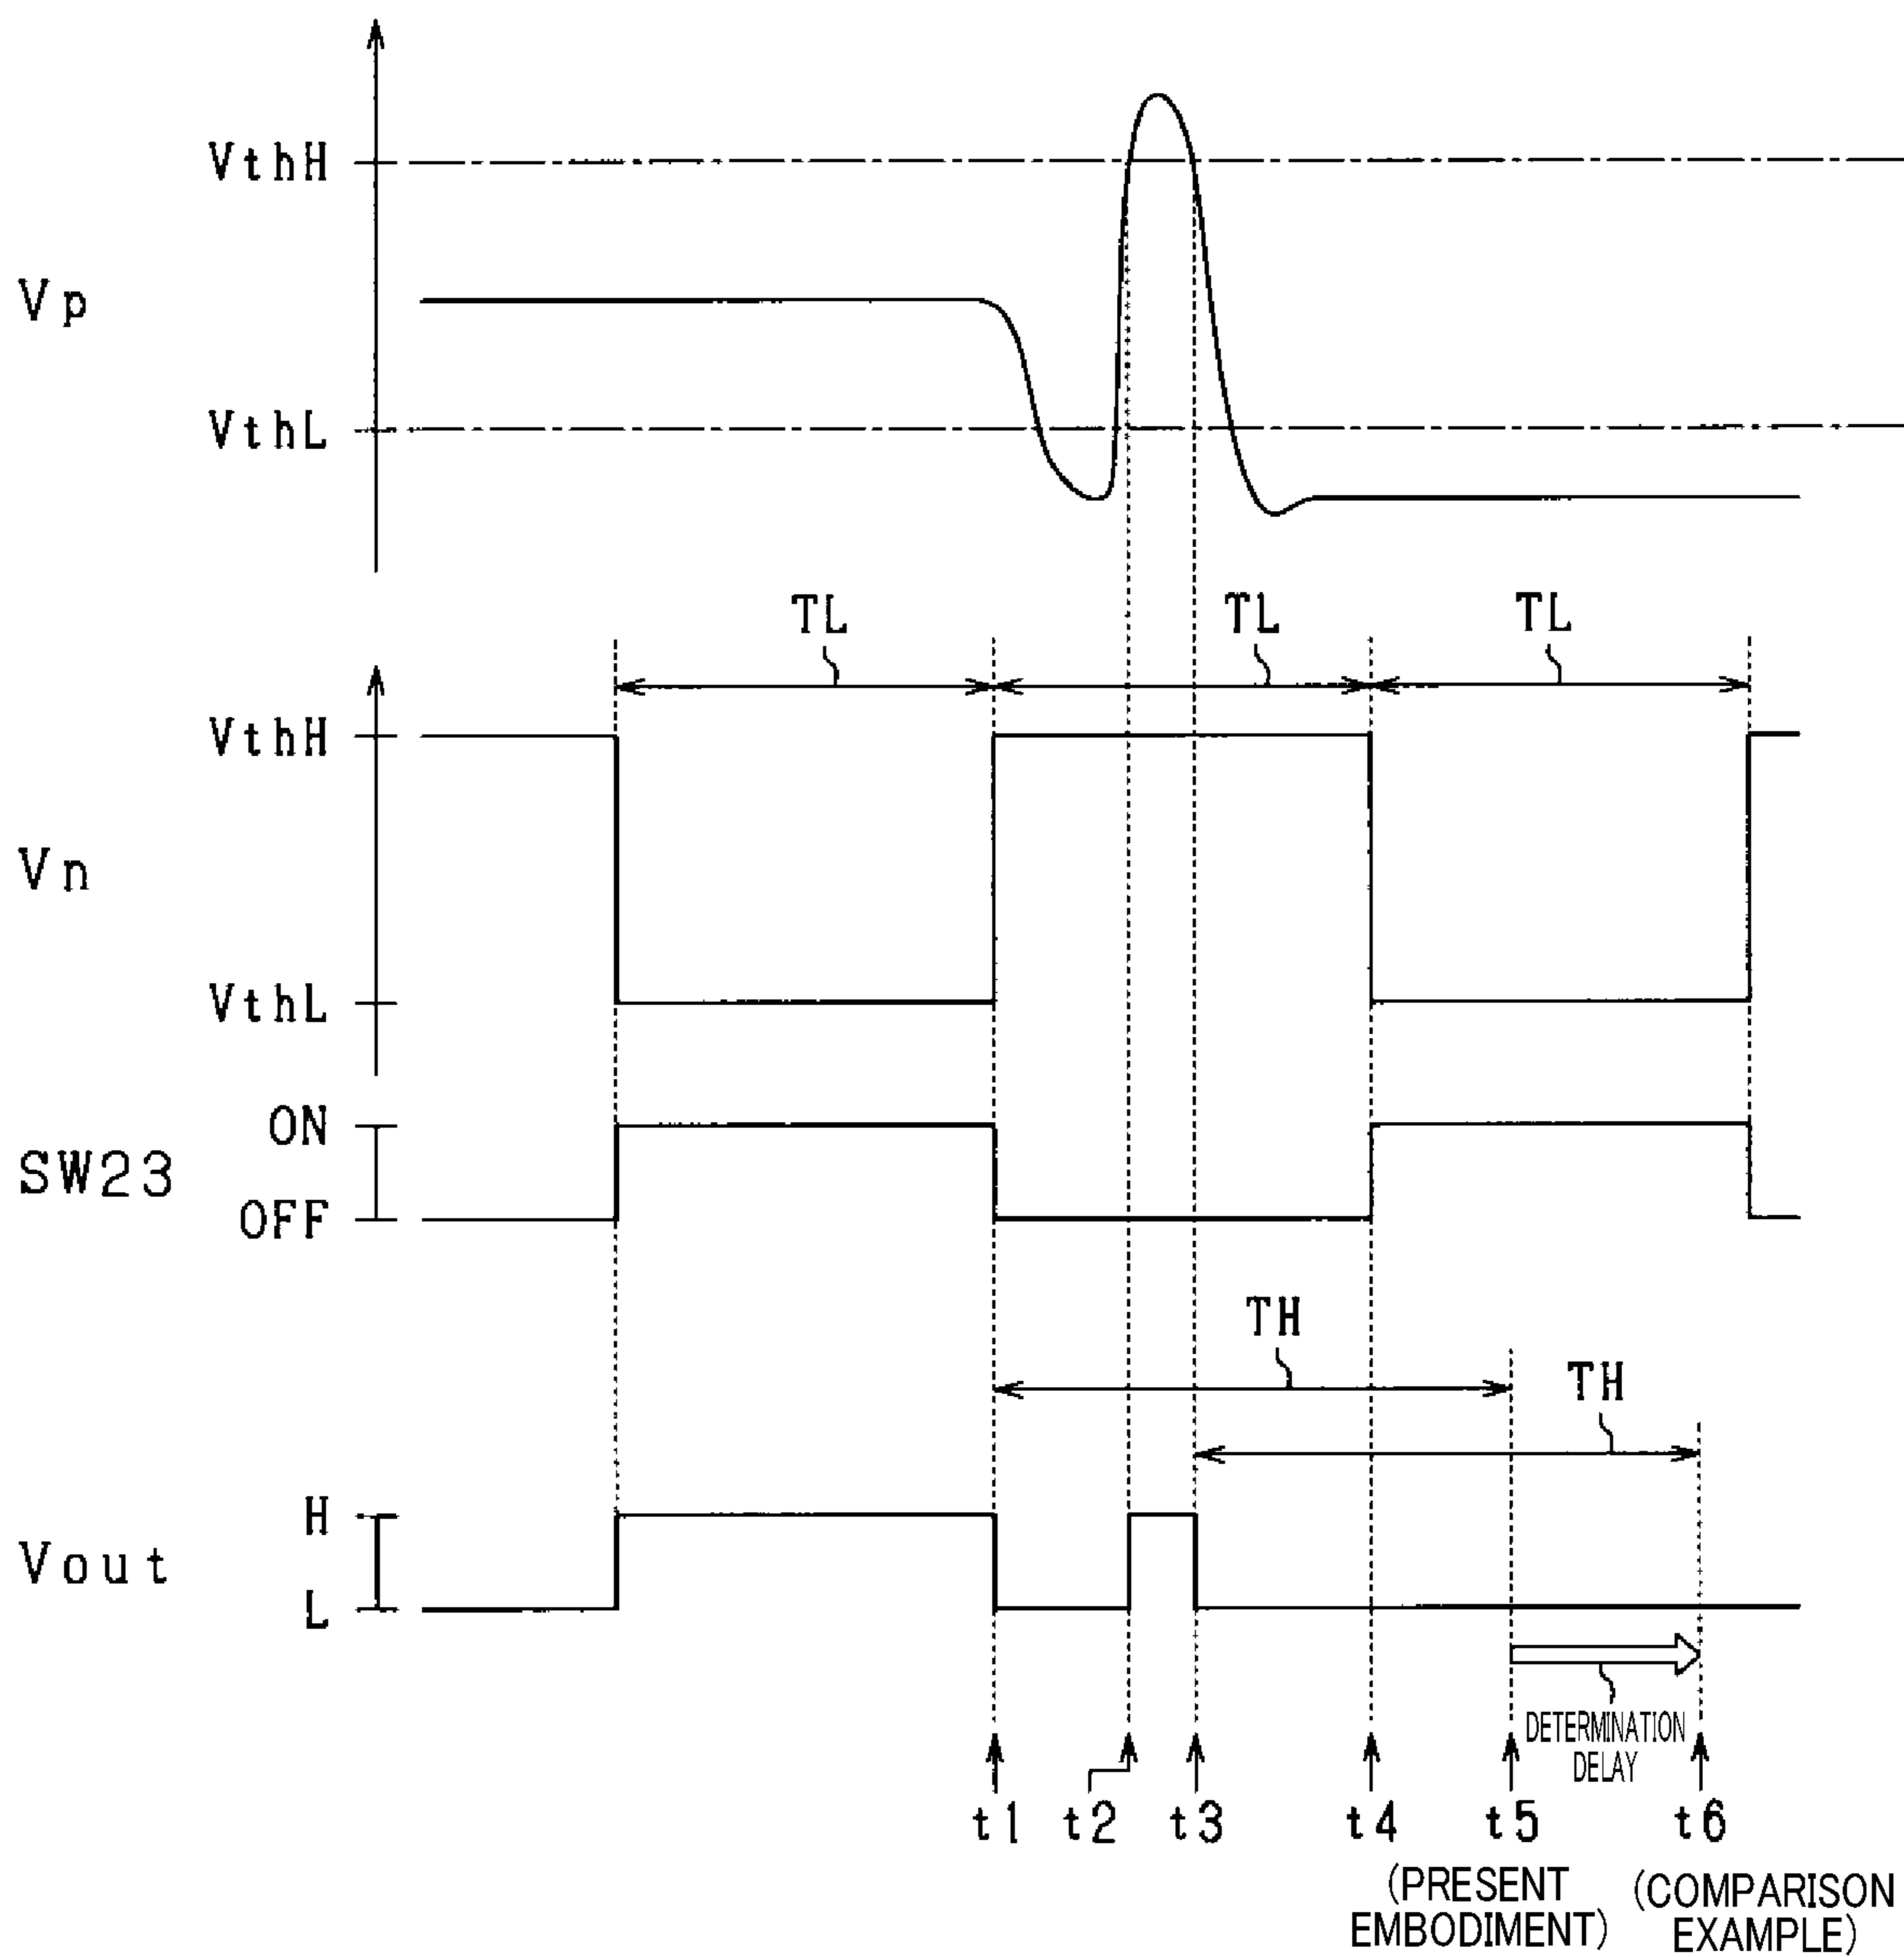 VthH
Vp
VthL
TL TL TL
VthH
Vn
VthL
ON
SW23
OFF
TH
TH
H
Vout
L
DETERMINATION
DELAY
t1 t2 t3 t4 t5 t6
(PRESENT
EMBODIMENT)
(COMPARISON
EXAMPLE)